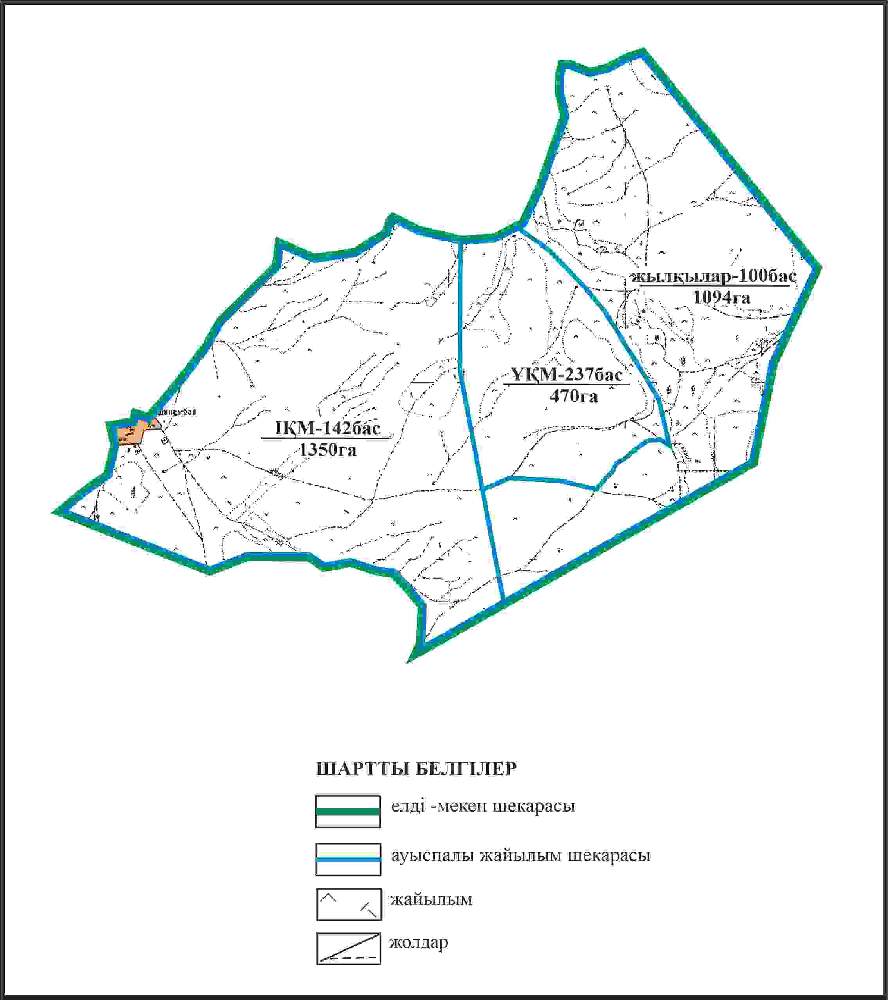 жылқылар-100бас
1094га
ҰҚМ-237бас
470га
ІҚМ-142бас
1350га
ШАРТТЫ БЕЛГІЛЕР
елді -мекен шекарасы
ауыспалы жайылым шекарасы
жайылым
жолдар